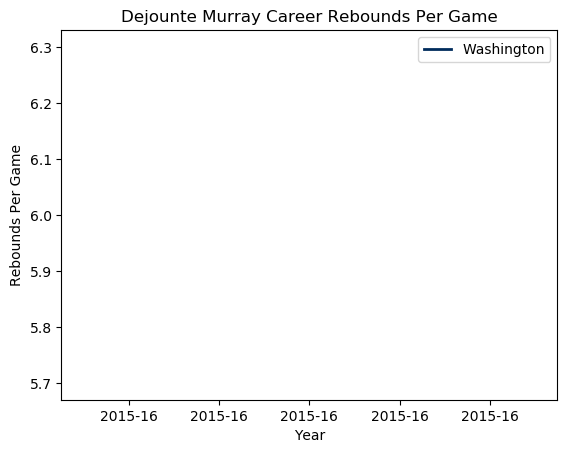 Dejounte Murray Career Rebounds Per Game
Washington
6.3
6.2
6.1
6.0
5.9
5.8
5.7
Rebounds Per Game
2015-16 2015-16 2015-16 2015-16 2015-16
Year